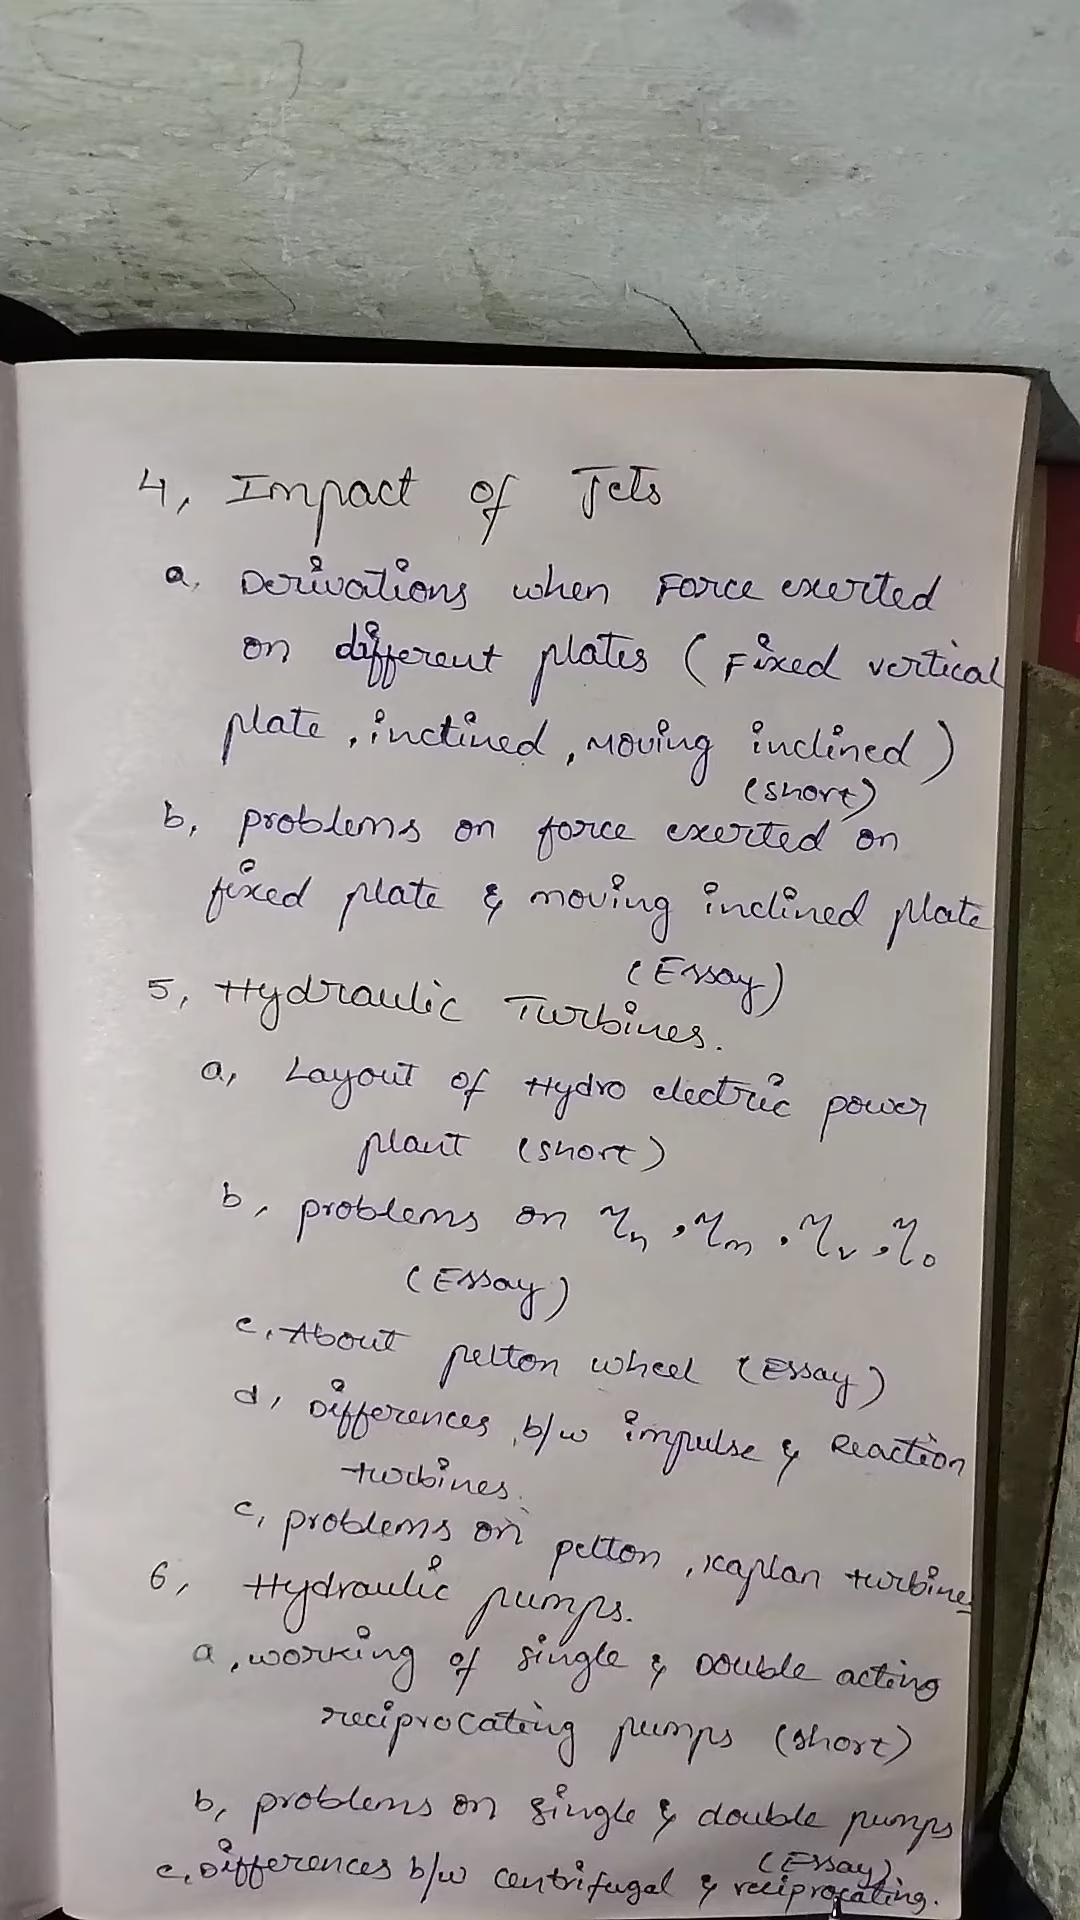 4, Impact of Jets
a. Derivations when Force exerted
on different plates ( Fixed vertical
plate, inclined, moving inclined )
(short)
b, problems on force exerted on
fixed plate & moving inclined plate
(Essay)
5, Hydraulic Turbines.
a, Layout of Hydro electric power
plant (short)
b, problems on ηn, ηm, ηv, ηo
(Essay)
c. About pelton wheel (Essay)
d, Differences b/w impulse & Reaction
turbines.
c, problems on pelton, Kaplan turbines
6, Hydraulic pumps.
a, working of single & Double acting
reciprocating pumps (short)
b, problems on single & double pumps
(Essay).
c, Differences b/w centrifugal & reciprocating.